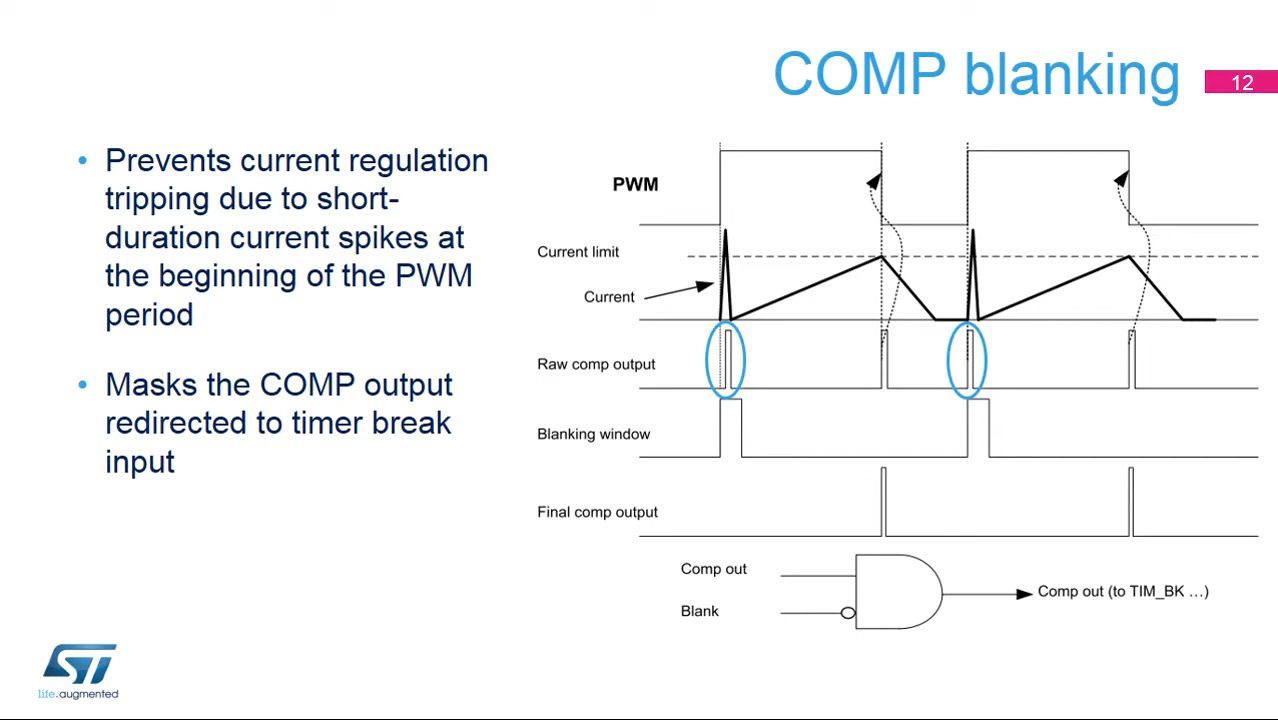 COMP blanking
12
• Prevents current regulation
tripping due to short-
duration current spikes at
the beginning of the PWM
period
• Masks the COMP output
redirected to timer break
input
PWM
Current limit
Current
Raw comp output
Blanking window
Final comp output
Comp out
Blank
Comp out (to TIM_BK …)
ST
life.augmented